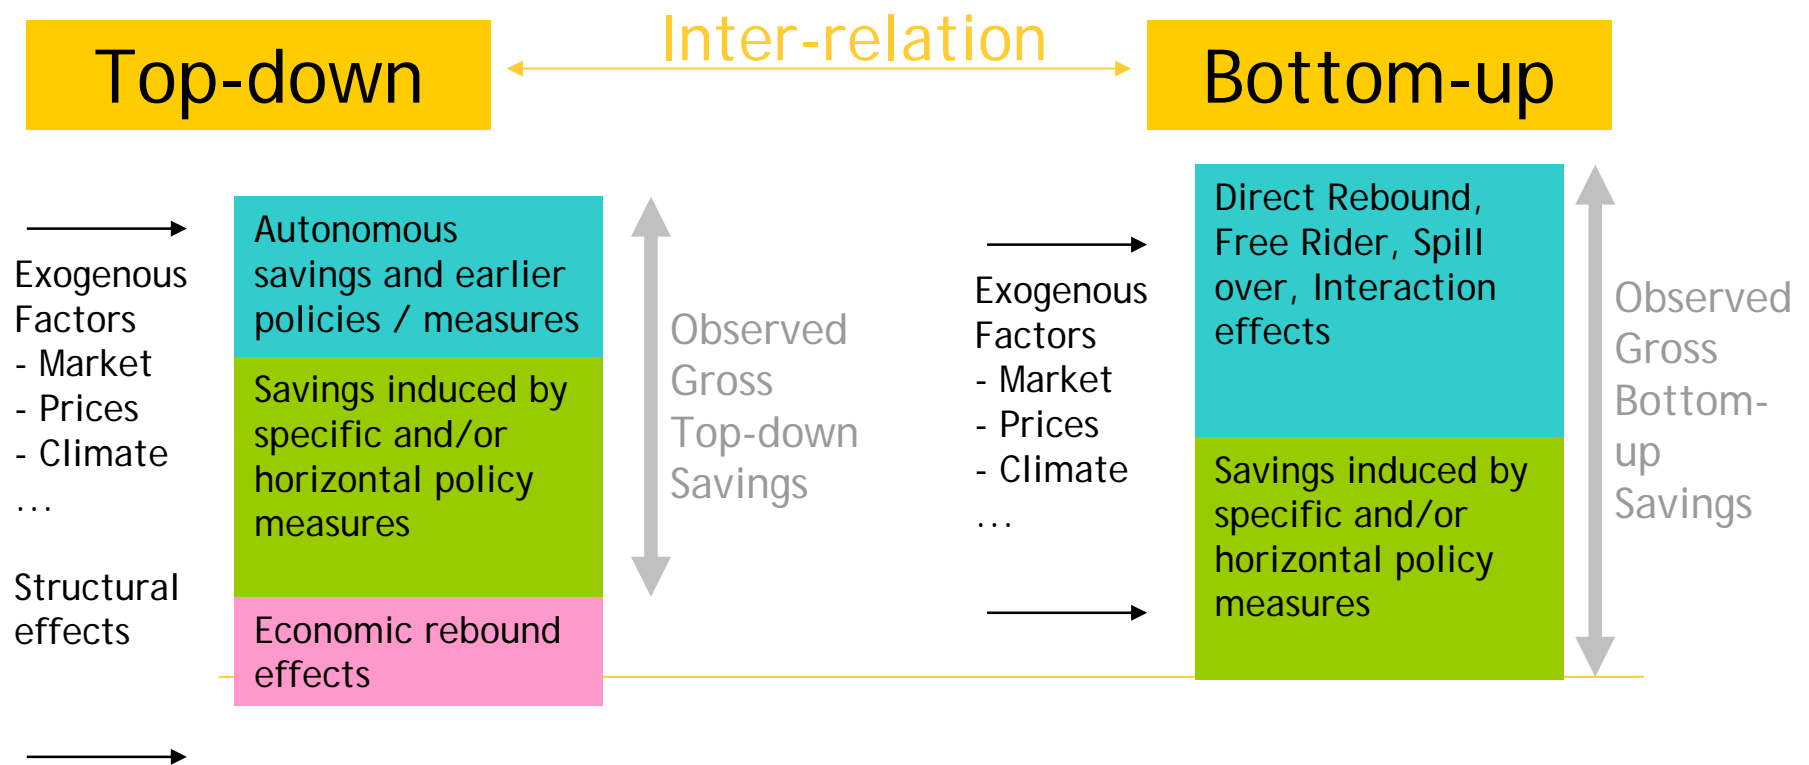 Inter-relation
Top-down
Bottom-up
Exogenous
Factors
- Market
- Prices
- Climate
...
Structural
effects
Autonomous
savings and earlier
policies / measures
Savings induced by
specific and/or
horizontal policy
measures
Economic rebound
effects
Observed
Gross
Top-down
Savings
Exogenous
Factors
- Market
- Prices
- Climate
...
Direct Rebound,
Free Rider, Spill
over, Interaction
effects
Savings induced by
specific and/or
horizontal policy
measures
Observed
Gross
Bottom-
up
Savings